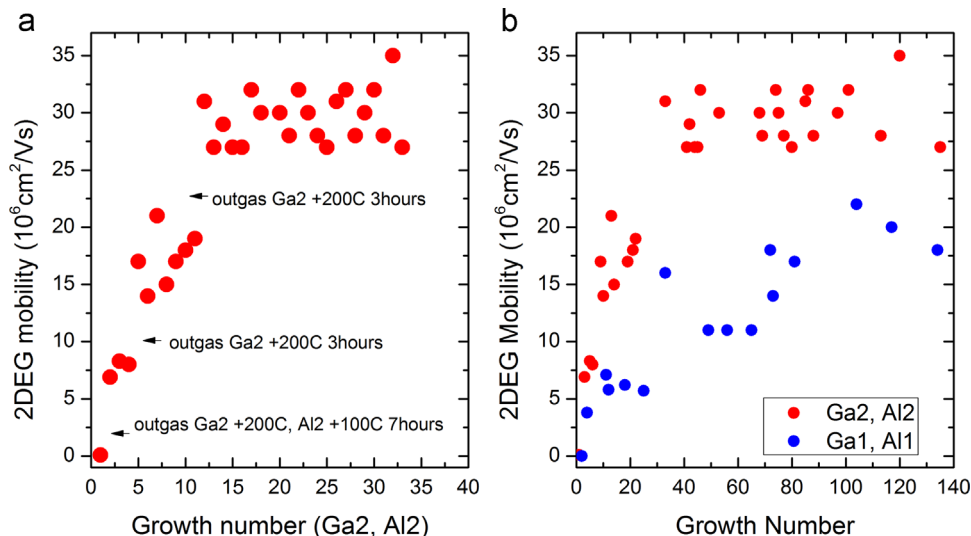 a
2DEG mobility (10⁶cm²/Vs)
35
30
25
20
15
10
5
0
outgas Ga2 +200C 3hours
outgas Ga2 +200C 3hours
outgas Ga2 +200C, Al2 +100C 7hours
0 5 10 15 20 25 30 35 40
Growth number (Ga2, Al2)
b
2DEG Mobility (10⁶cm²/Vs)
35
30
25
20
15
10
5
0
Ga2, Al2
Ga1, Al1
0 20 40 60 80 100 120 140
Growth Number